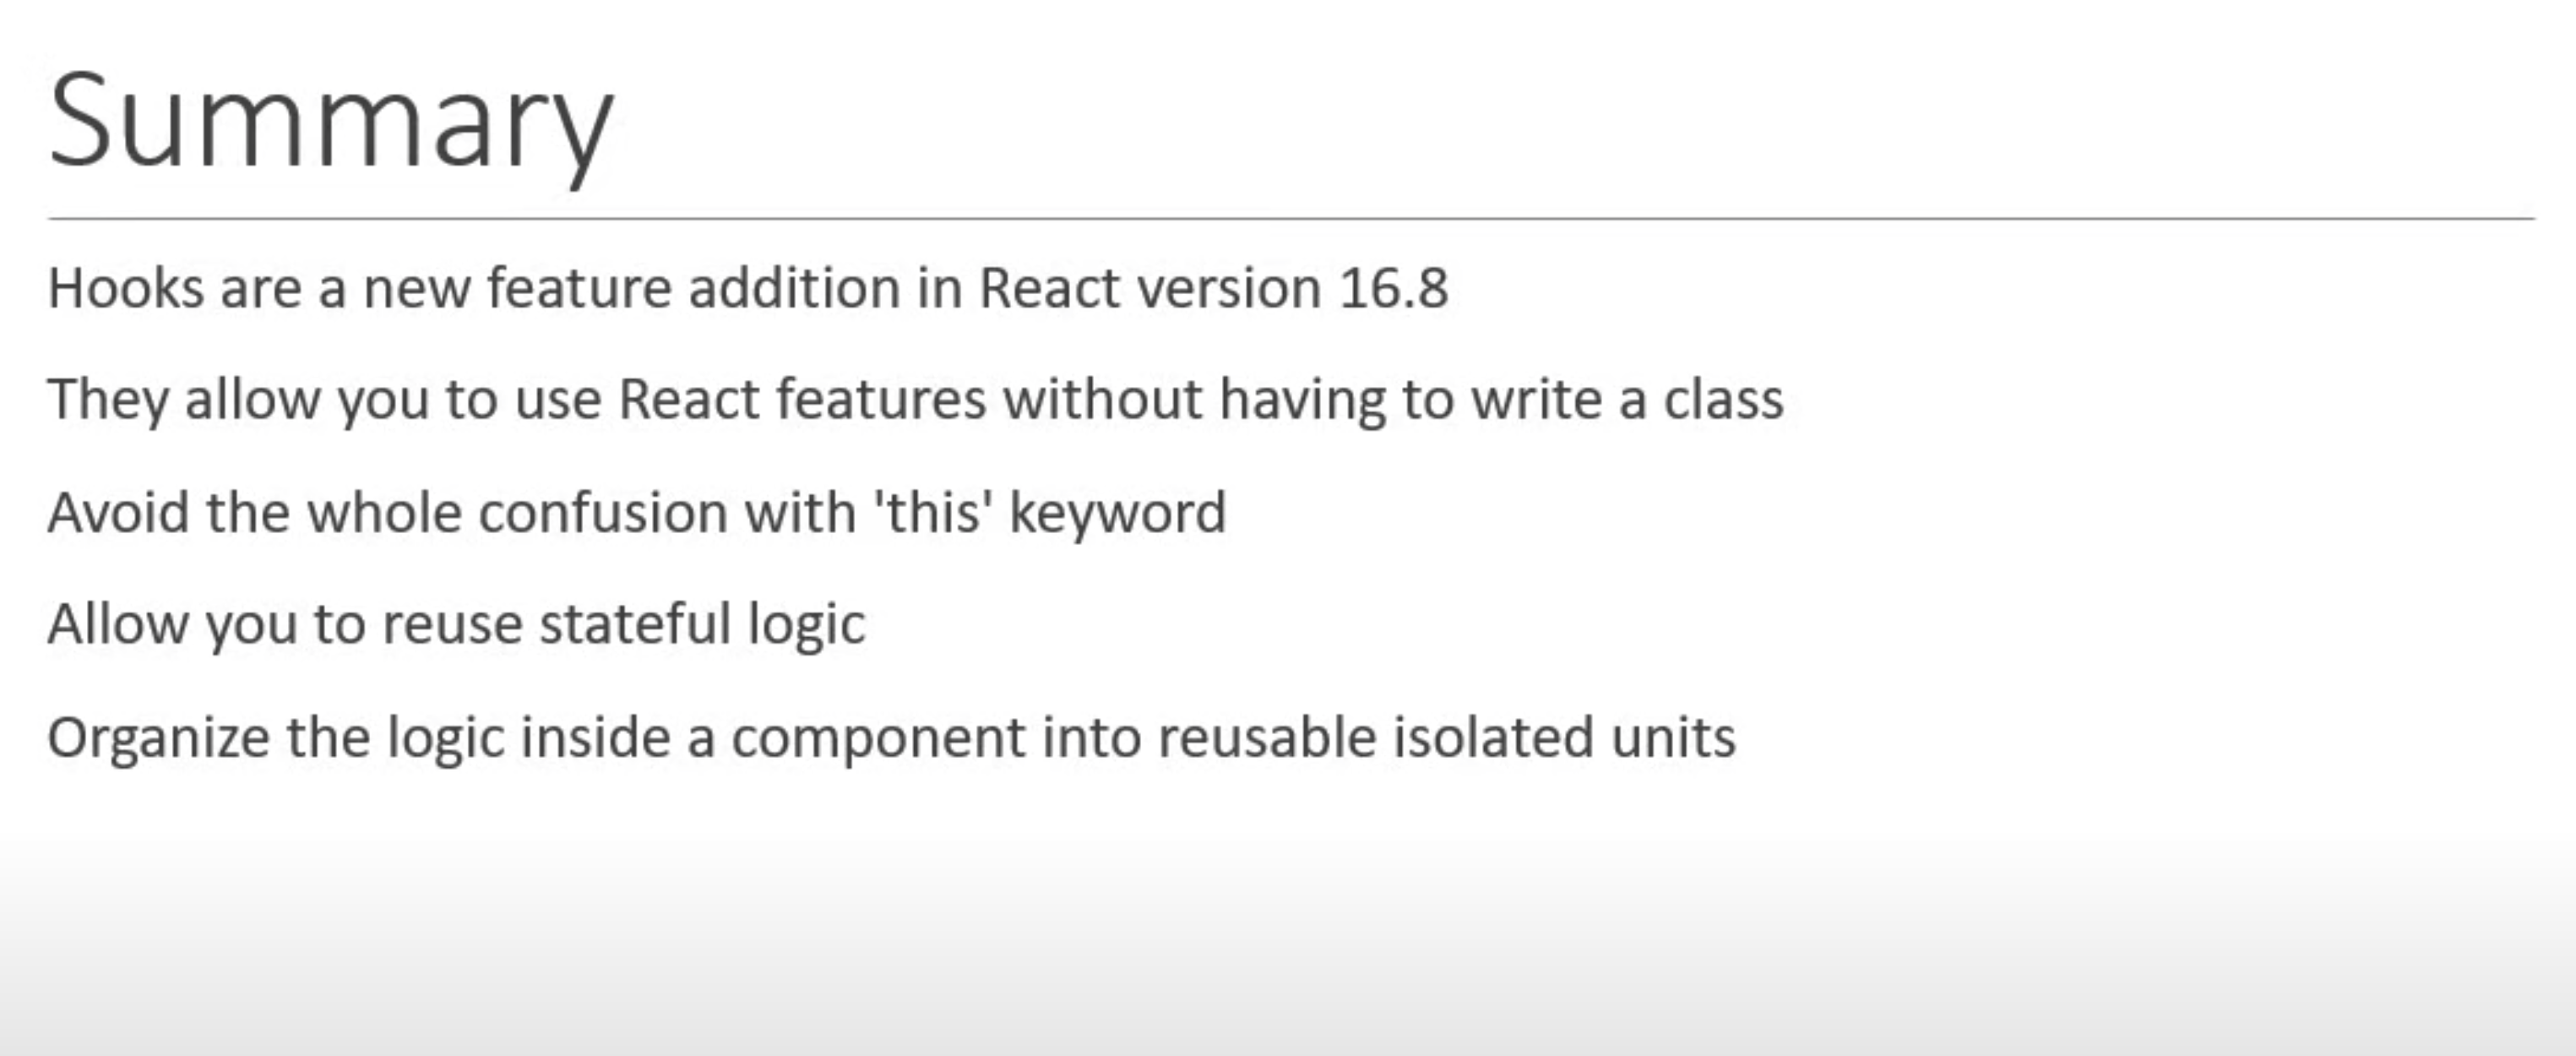 Summary
Hooks are a new feature addition in React version 16.8
They allow you to use React features without having to write a class
Avoid the whole confusion with 'this' keyword
Allow you to reuse stateful logic
Organize the logic inside a component into reusable isolated units